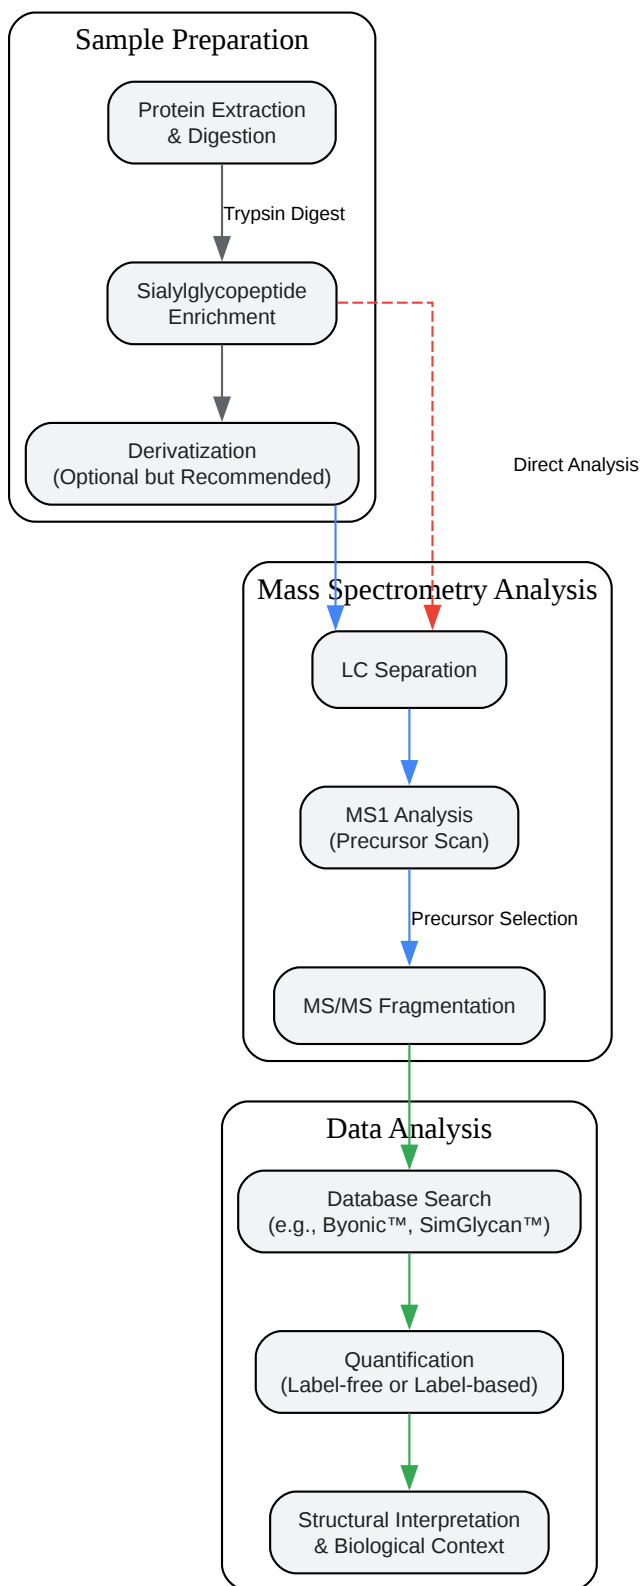 Sample Preparation
Protein Extraction
& Digestion
Trypsin Digest
Sialylglycopeptide
Enrichment
Derivatization
(Optional but Recommended)
Direct Analysis
Mass Spectrometry Analysis
LC Separation
MS1 Analysis
(Precursor Scan)
Precursor Selection
MS/MS Fragmentation
Data Analysis
Database Search
(e.g., Byonic™, SimGlycan™)
Quantification
(Label-free or Label-based)
Structural Interpretation
& Biological Context